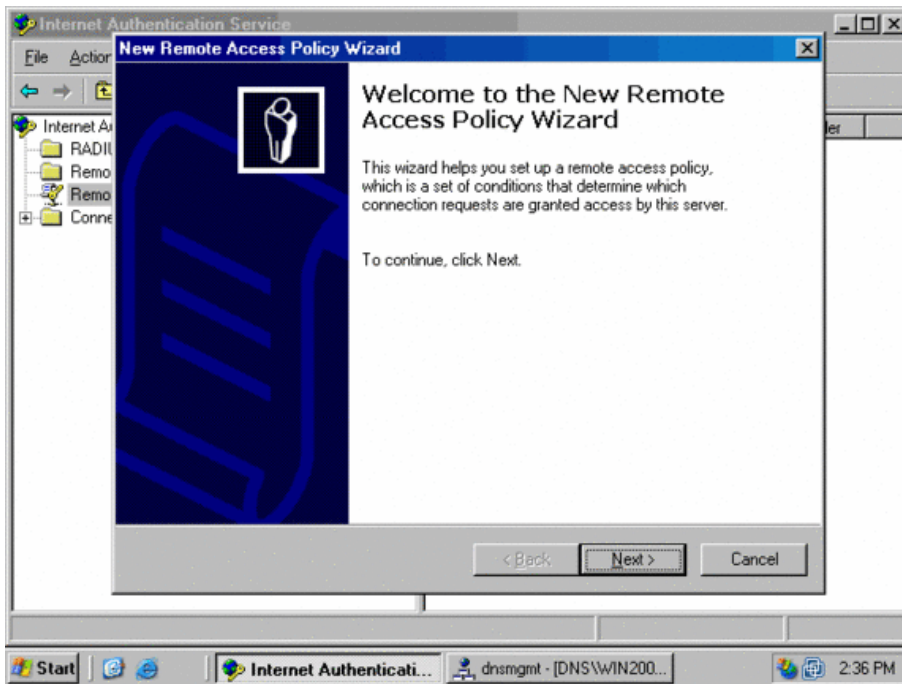 Internet Authentication Service
File Action
New Remote Access Policy Wizard
Welcome to the New Remote
Access Policy Wizard
This wizard helps you set up a remote access policy,
which is a set of conditions that determine which
connection requests are granted access by this server.
To continue, click Next.
Internet Au
RADIU
Remo
Remo
Conne
der
< Back
Next >
Cancel
Start
Internet Authenticati...
dnsmgmt - [DNS\WIN200...
2:36 PM